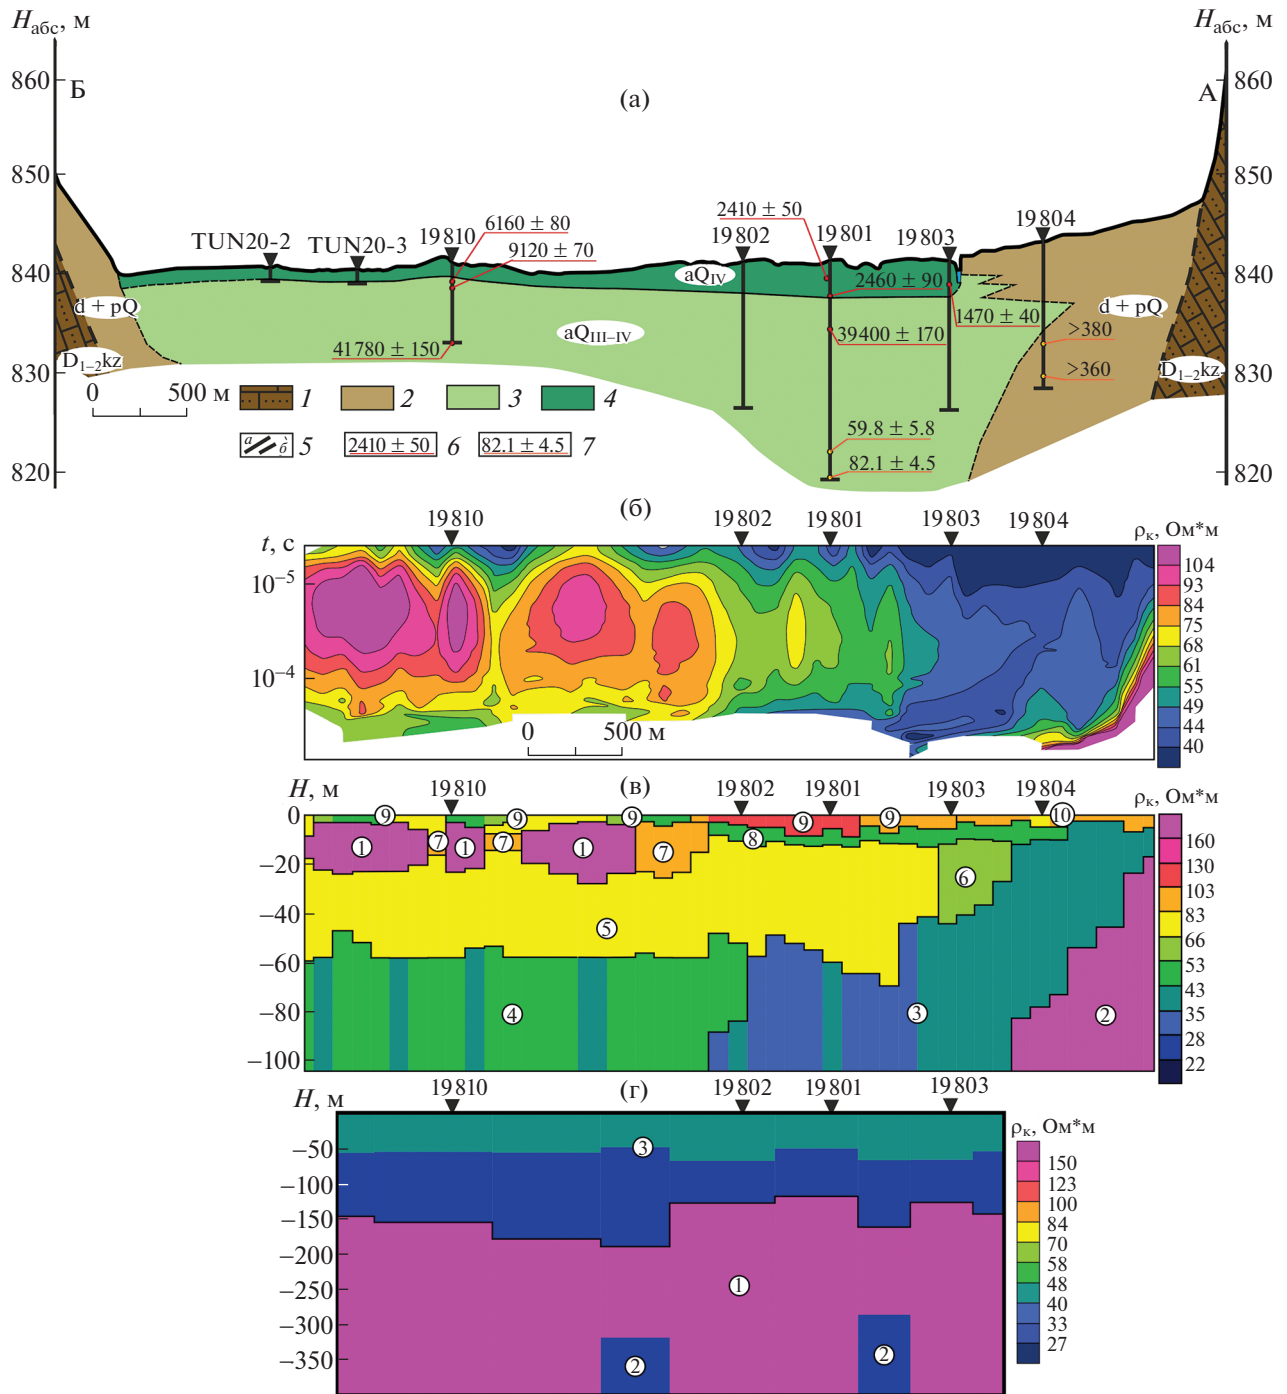 Hабс, м
Hабс, м
860
Б
(а)
А
860
850
850
2410 ± 50
6160 ± 80
19804
TUN20-2
TUN20-3
19810
9120 ± 70
19802
19801
19803
840
aQIV
2460 ± 90
840
d + pQ
aQIII–IV
39400 ± 170
1470 ± 40
d + pQ
41780 ± 150
>380
D1–2kz
830
>360
D1–2kz
830
0 500 м
1
2
3
4
59.8 ± 5.8
а б 5
2410 ± 50 6
82.1 ± 4.5 7
820
82.1 ± 4.5
820
19810
(б)
19802
19801
19803
19804
ρк, Ом*м
t, с
10−5
10−4
104
93
84
75
68
61
55
49
44
40
0 500 м
(в)
H, м
19810
19802
19801
19803
19804
ρк, Ом*м
0
9
9
9
9
9
10
1
7
1
7
1
7
8
−20
6
−40
5
−60
−80
4
3
2
−100
160
130
103
83
66
53
43
35
28
22
H, м
19810
(г)
19802
19801
19803
ρк, Ом*м
−50
3
−100
−150
−200
−250
1
−300
−350
2
2
150
123
100
84
70
58
48
40
33
27